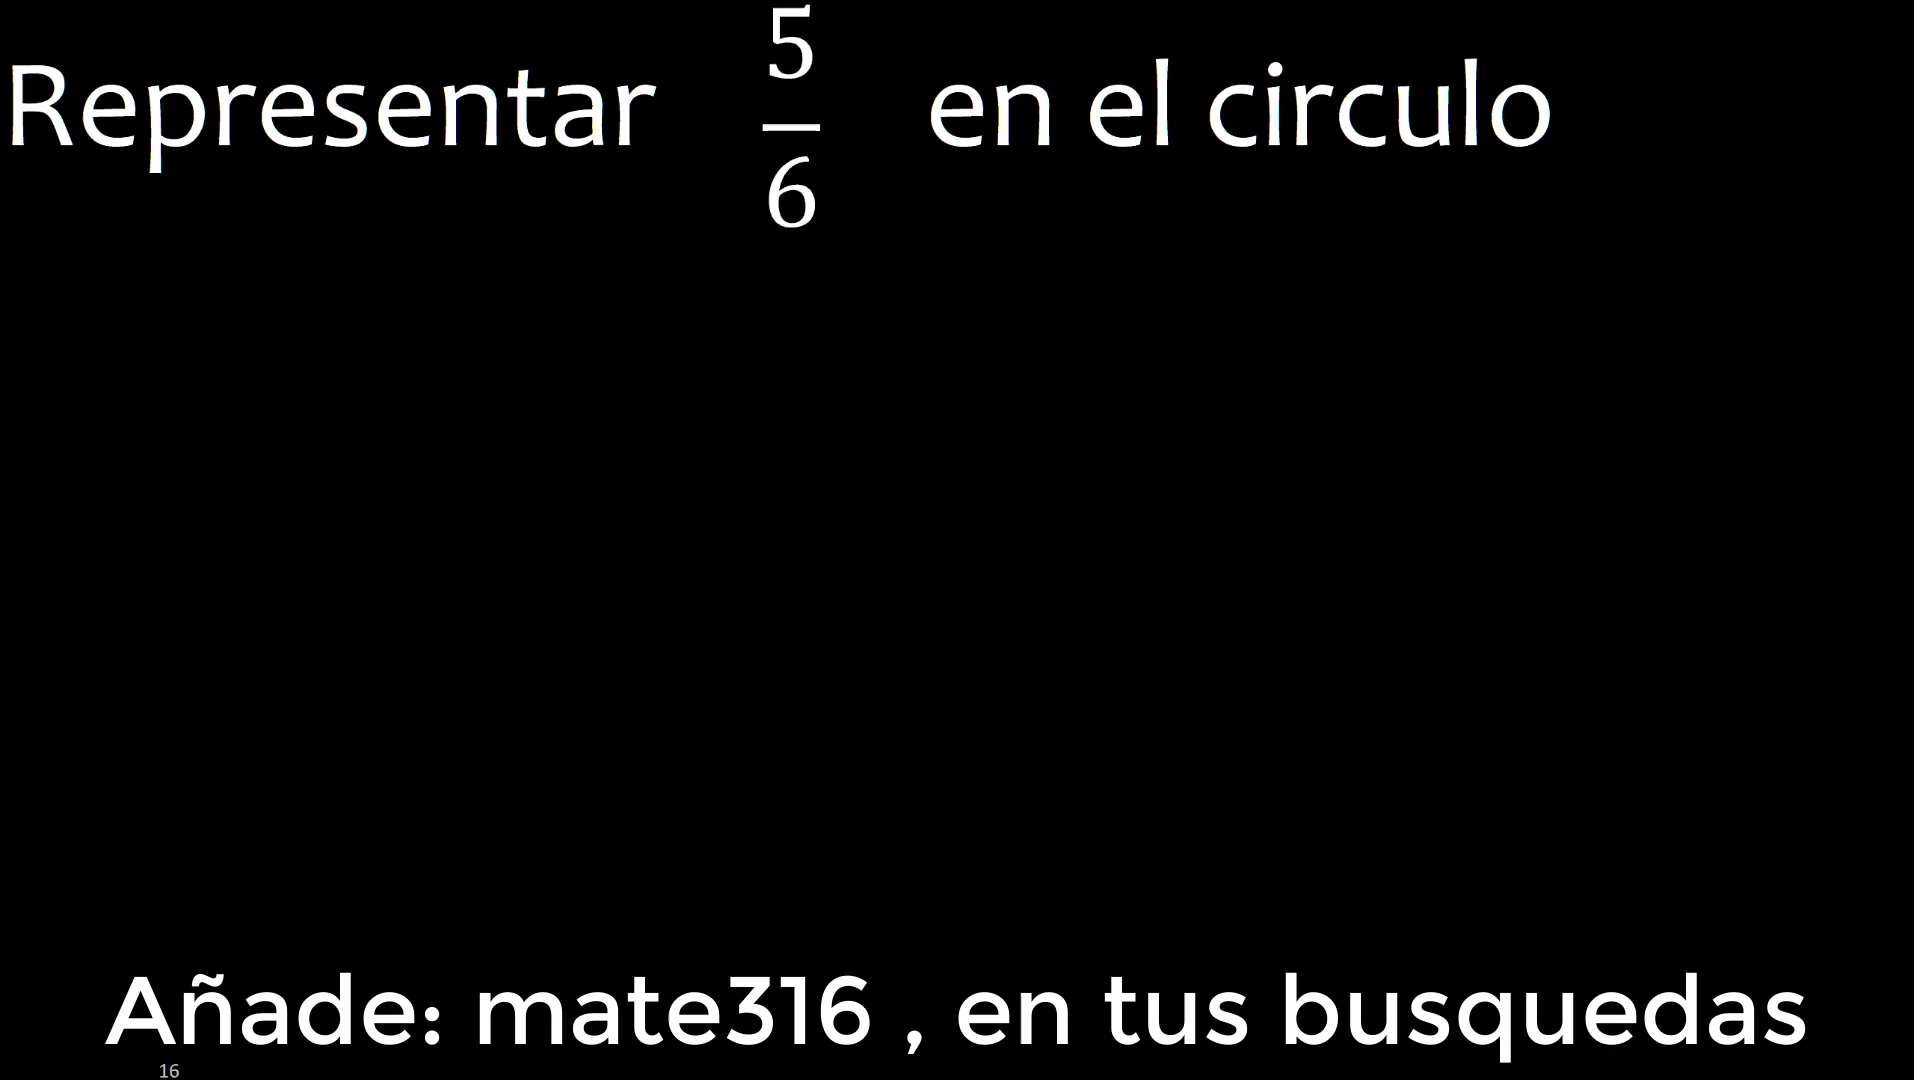 Representar 5/6 en el circulo
Añade: mate316 , en tus busquedas
16